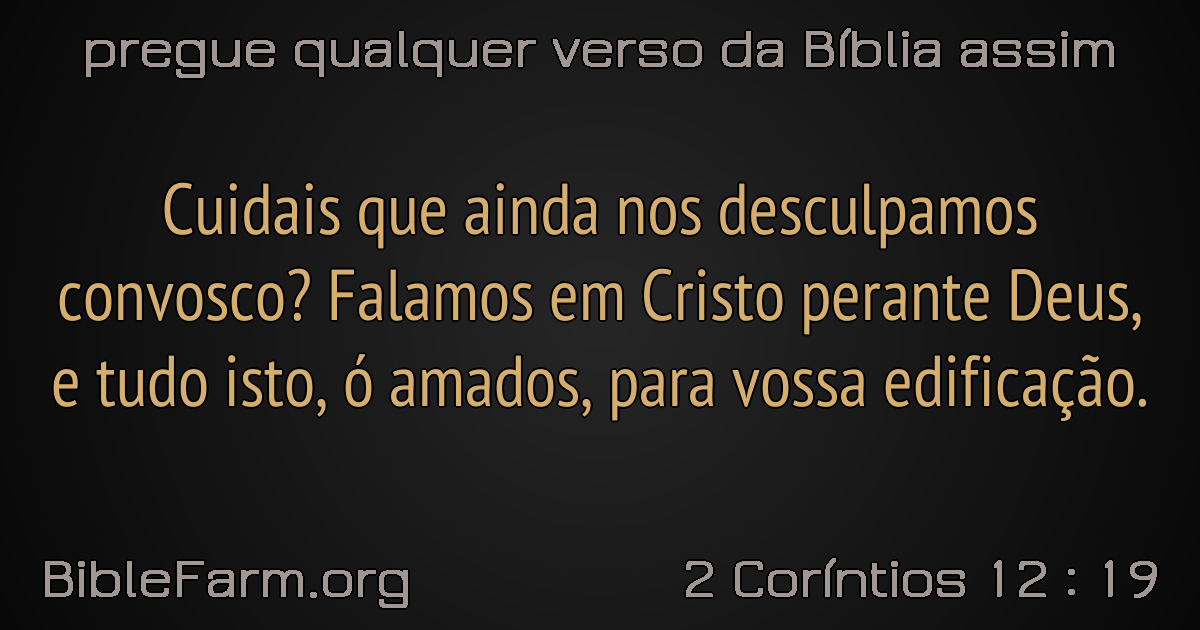 pregue qualquer verso da Bíblia assim
Cuidais que ainda nos desculpamos
convosco? Falamos em Cristo perante Deus,
e tudo isto, ó amados, para vossa edificação.
BibleFarm.org
2 Coríntios 12 : 19